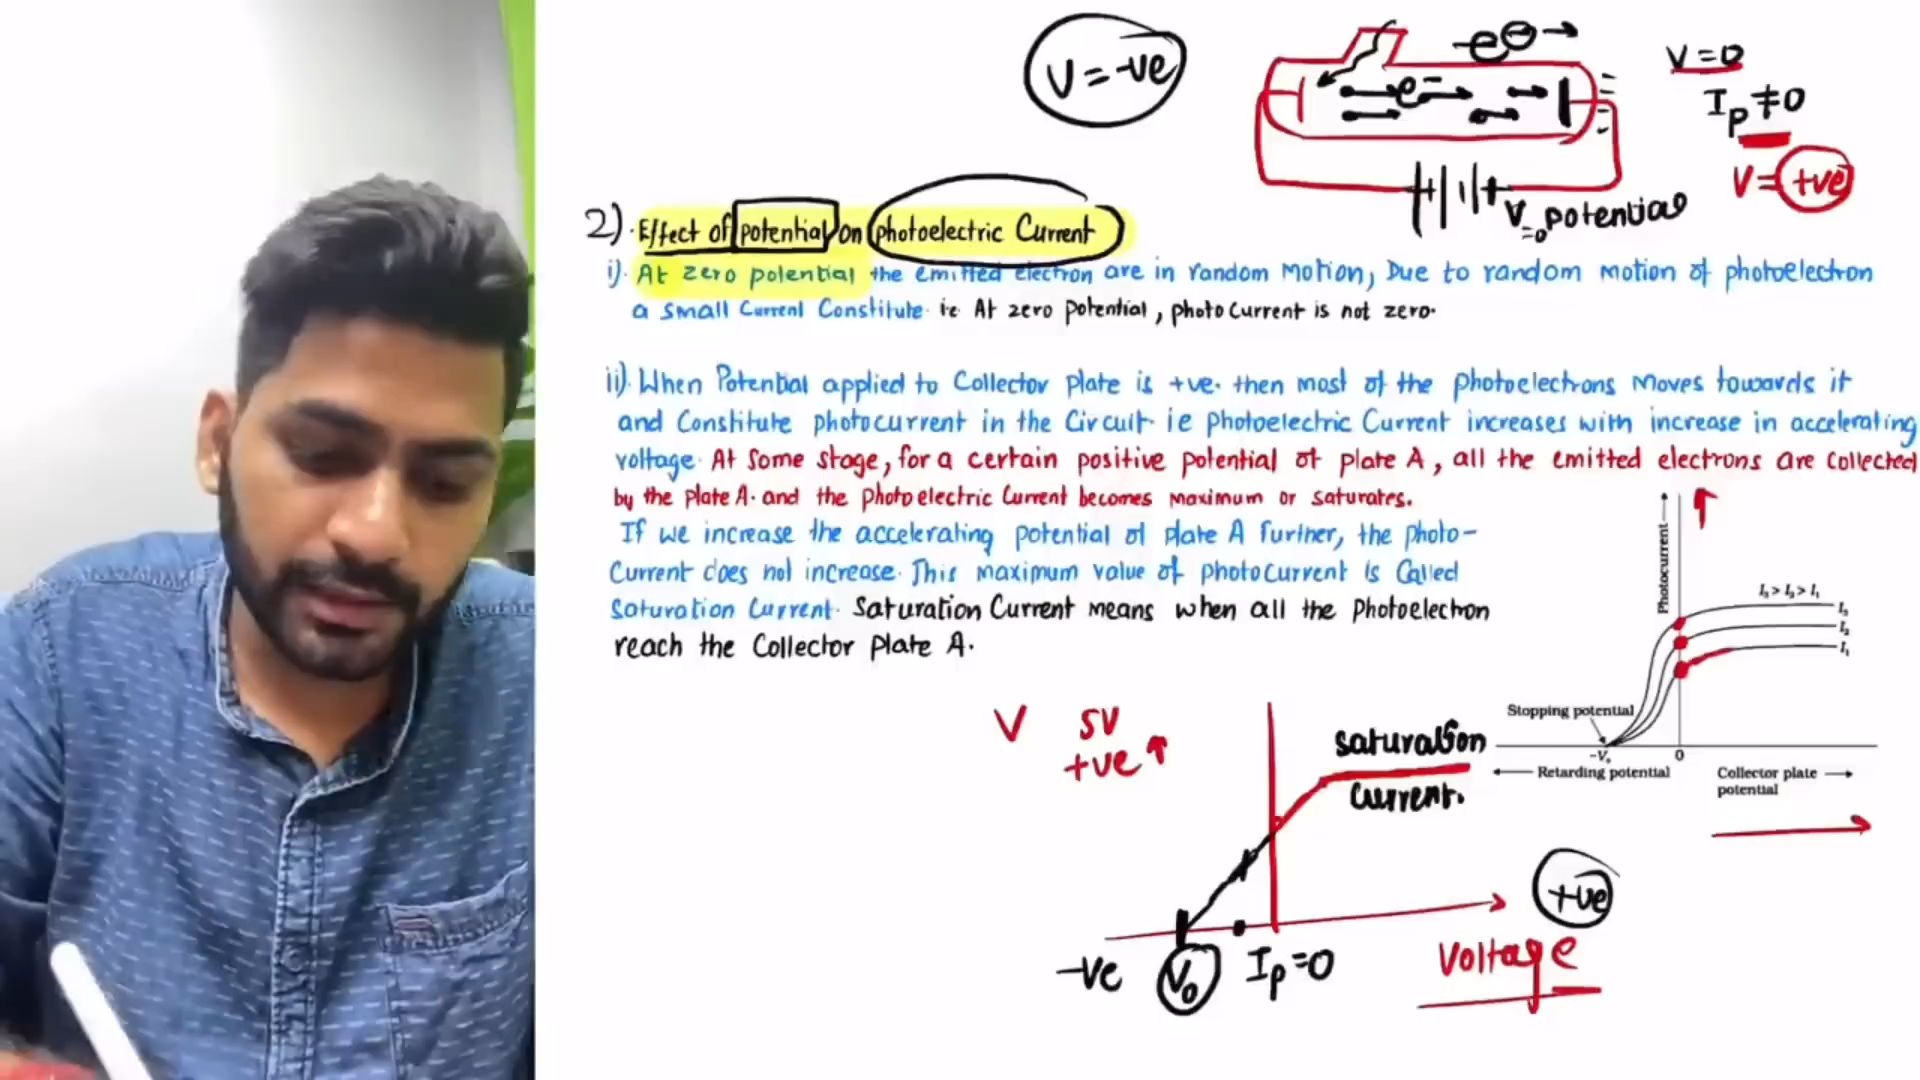 V = -ve
-e⊖ →
e⁻
V=0
Ip ≠ 0
V= +ve
V=0 potential
2). Effect of potential on photoelectric Current
i). At zero potential the emitted electron are in random motion, Due to random motion of photoelectron
a small Current Constitute. i.e. At zero potential, photo Current is not zero.
ii). When Potential applied to Collector plate is +ve. then most of the photoelectrons moves towards it
and Constitute photocurrent in the Circuit. ie photoelectric Current increases with increase in accelerating
voltage. At some stage, for a certain positive potential of plate A, all the emitted electrons are collected
by the plate A. and the photoelectric Current becomes maximum or saturates.
If we increase the accelerating potential of plate A further, the photo-
Current does not increase. This maximum value of photocurrent is Called
Saturation Current. Saturation Current means when all the Photoelectron
reach the Collector plate A.
Photocurrent
I₃ > I₂ > I₁
I₃
I₂
I₁
Stopping potential
-V₀
0
Retarding potential
Collector plate
potential
V 5V
+ve ↑
Saturation
Current.
+ve
-ve V₀ Ip=0 Voltage